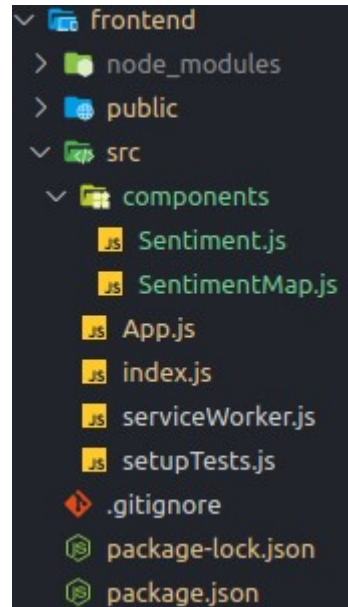 frontend
node_modules
public
src
components
Sentiment.js
SentimentMap.js
App.js
index.js
serviceWorker.js
setupTests.js
.gitignore
package-lock.json
package.json